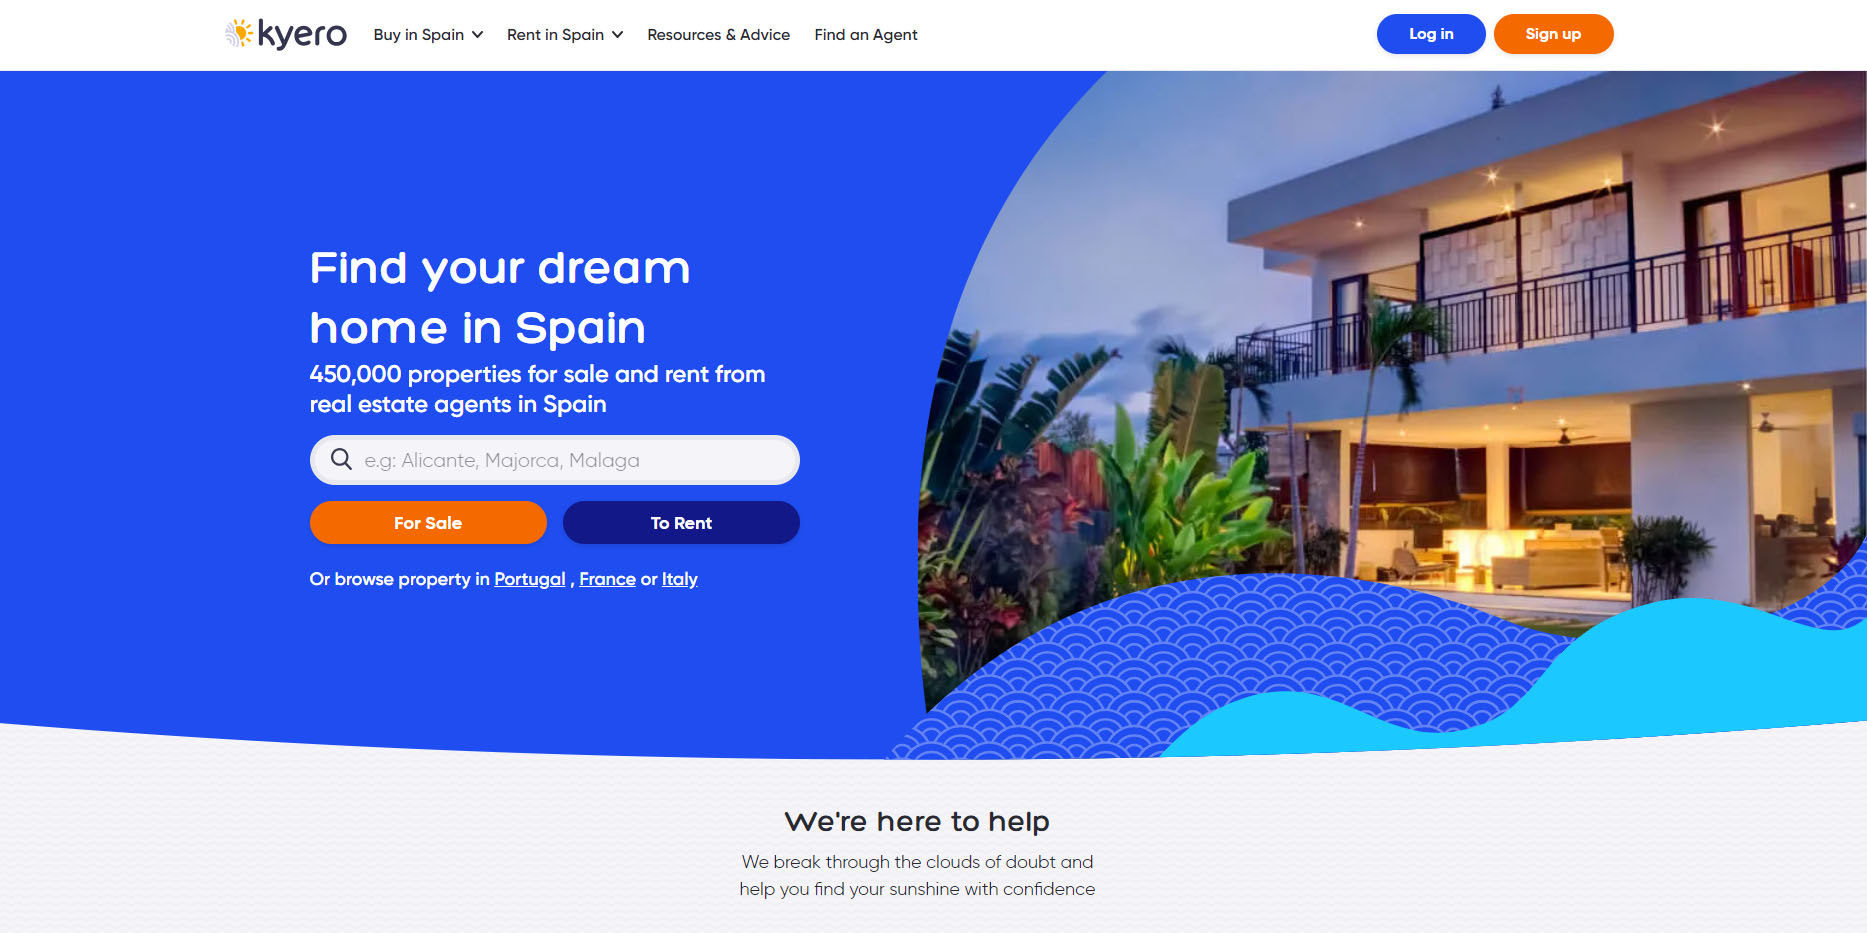 kyero
Buy in Spain
Rent in Spain
Resources & Advice
Find an Agent
Log in
Sign up
Find your dream
home in Spain
450,000 properties for sale and rent from
real estate agents in Spain
e.g: Alicante, Majorca, Malaga
For Sale
To Rent
Or browse property in Portugal , France or Italy
We're here to help
We break through the clouds of doubt and
help you find your sunshine with confidence